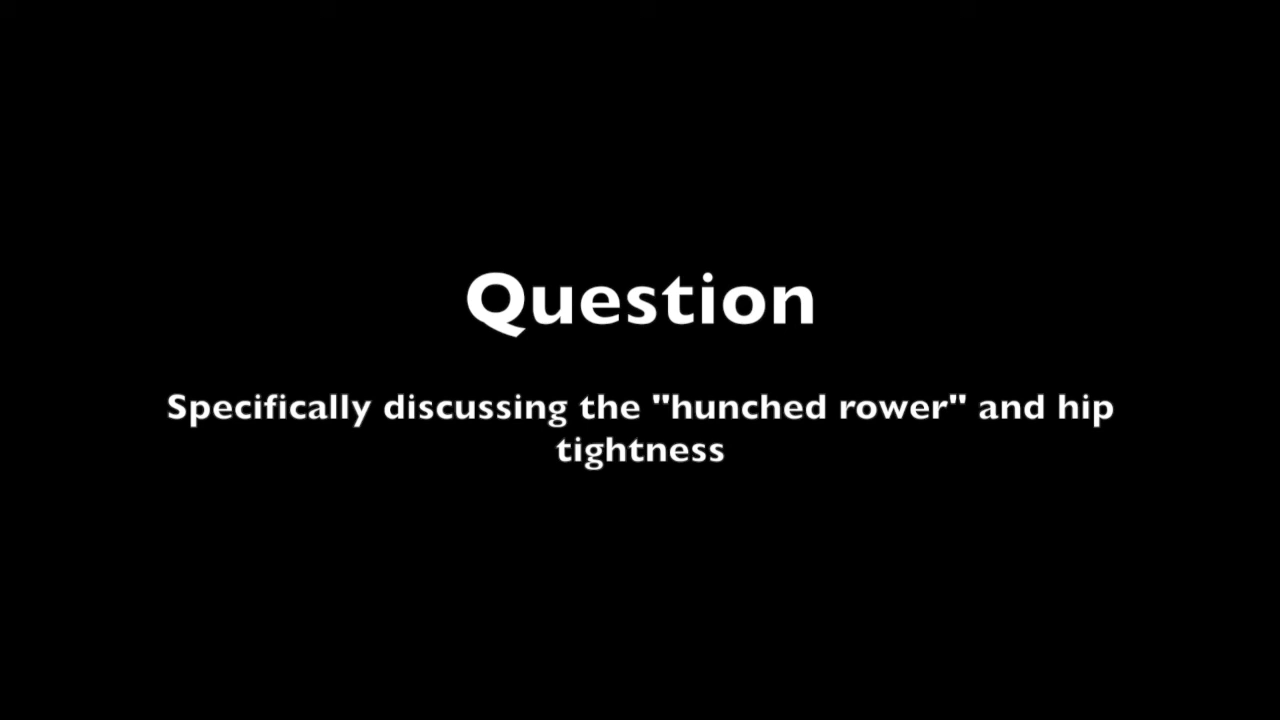 Question
Specifically discussing the "hunched rower" and hip
tightness